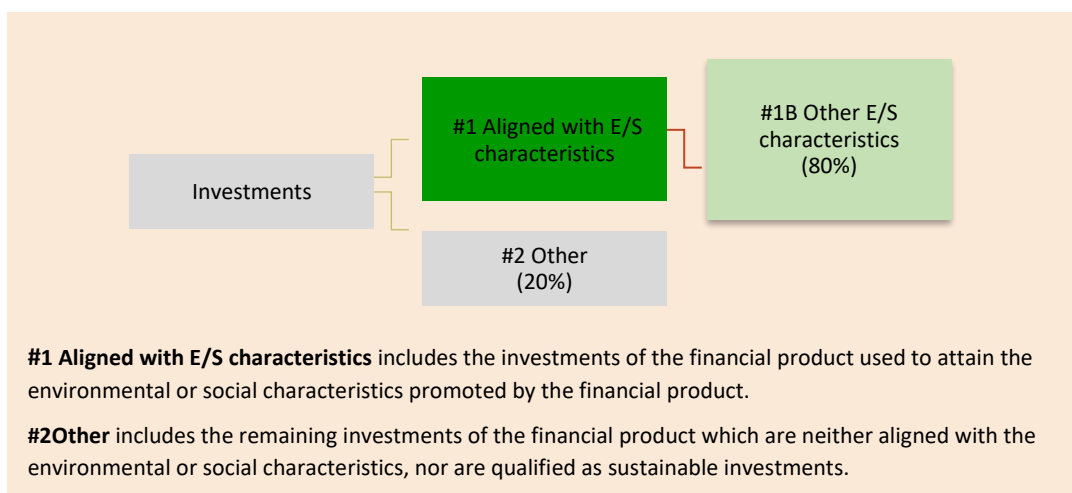 #1 Aligned with E/S
characteristics
#1B Other E/S
characteristics
(80%)
Investments
#2 Other
(20%)
#1 Aligned with E/S characteristics includes the investments of the financial product used to attain the
environmental or social characteristics promoted by the financial product.
#2Other includes the remaining investments of the financial product which are neither aligned with the
environmental or social characteristics, nor are qualified as sustainable investments.